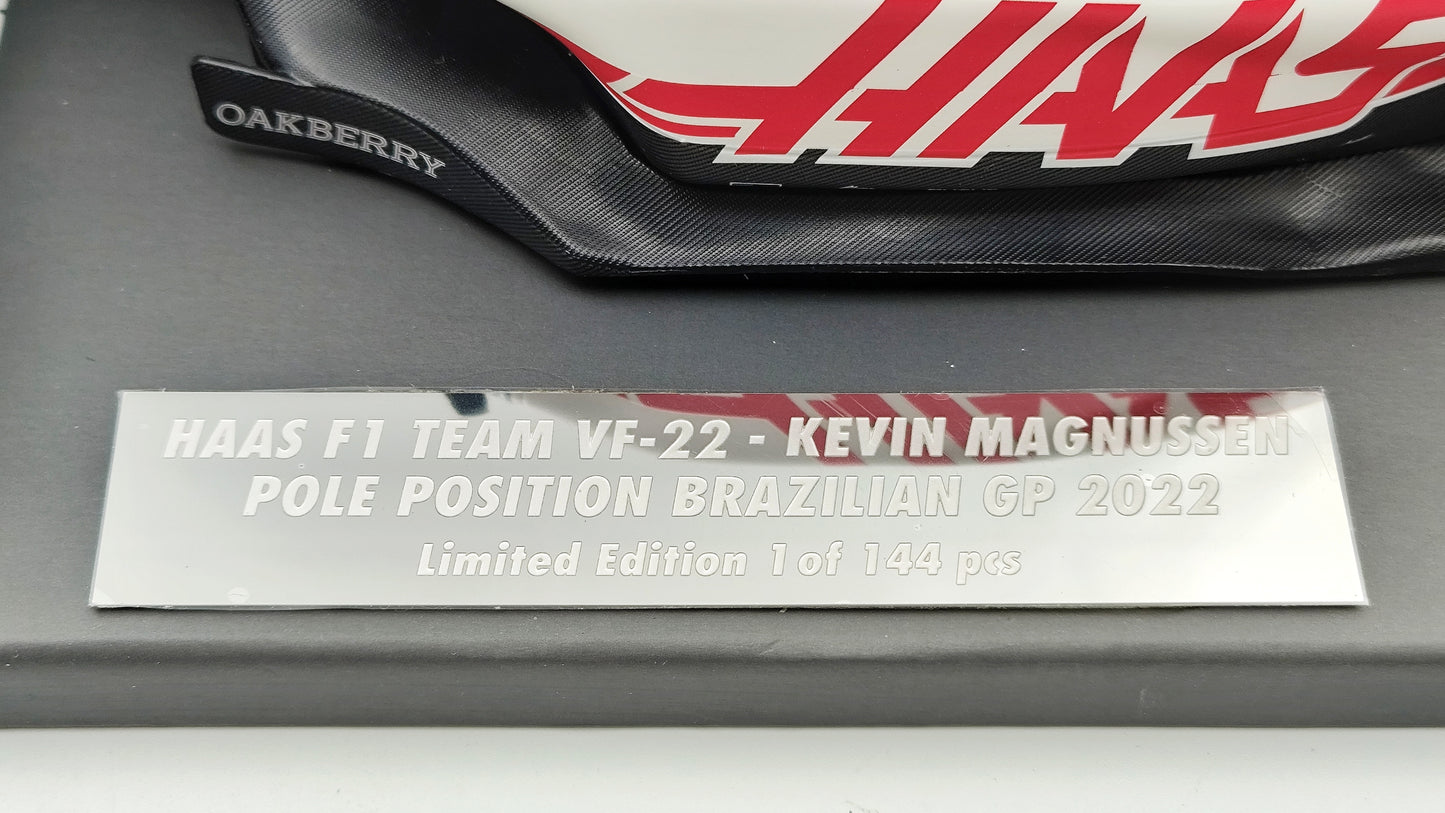 HAAS
OAKBERRY
HAAS F1 TEAM VF-22 - KEVIN MAGNUSSEN
POLE POSITION BRAZILIAN GP 2022
Limited Edition 1 of 144 pcs